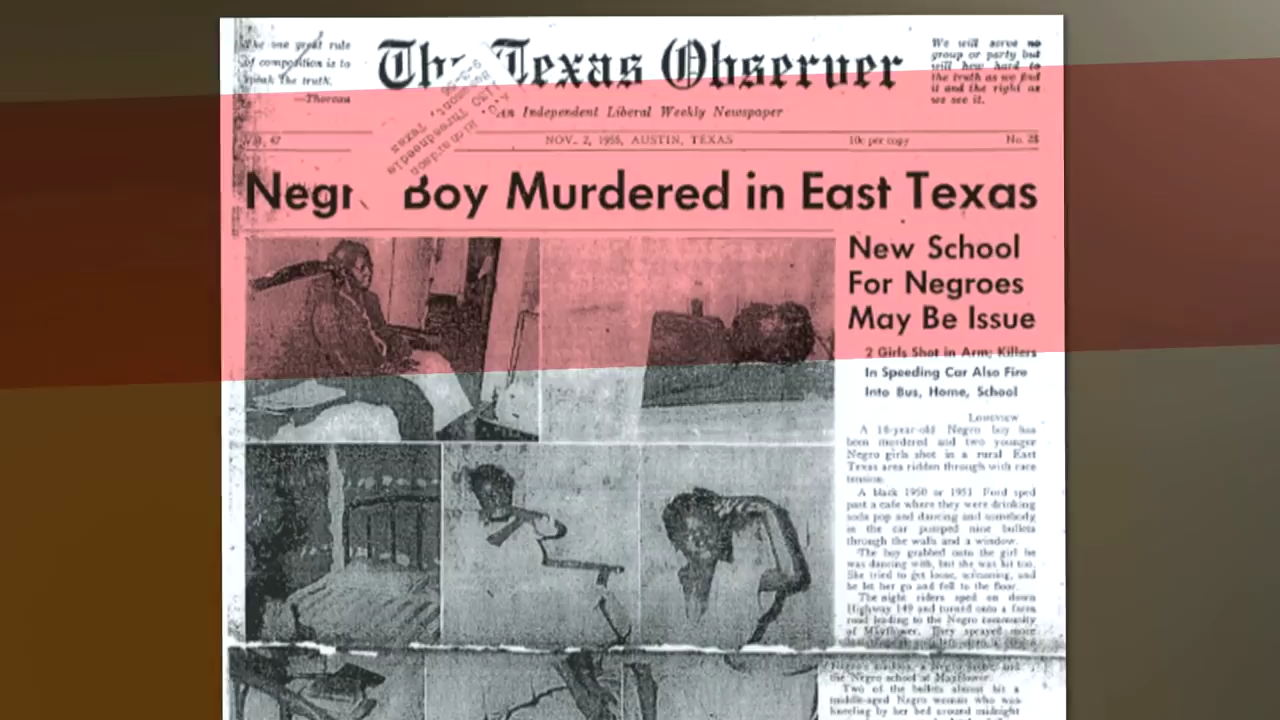 The one great rule
of composition is to
speak the truth.
—Thoreau
The Texas Observer
We will serve no
group or party but
will hew hard to
the truth as we find
it and the right as
we see it.
An Independent Liberal Weekly Newspaper
NOV. 2, 1955, AUSTIN, TEXAS
10c per copy
No. 28
Negr Boy Murdered in East Texas
New School
For Negroes
May Be Issue
2 Girls Shot in Arm; Killers
In Speeding Car Also Fire
Into Bus, Home, School
LONGVIEW
A 16-year-old Negro boy has
been murdered and two younger
Negro girls shot in a rural East
Texas area ridden through with race
tension.
A black 1950 or 1951 Ford sped
past a cafe where they were drinking
soda pop and dancing and somebody
in the car pumped nine bullets
through the walls and a window.
The boy grabbed onto the girl he
was dancing with, but she was hit too.
She tried to get loose, screaming, and
he let her go and fell to the floor.
The night riders sped on down
Highway 149 and turned onto a farm
road leading to the Negro community
of Mayflower. They sprayed more
the Negro school at Mayflower.
Two of the bullets almost hit a
middle-aged Negro woman who was
kneeling by her bed around midnight